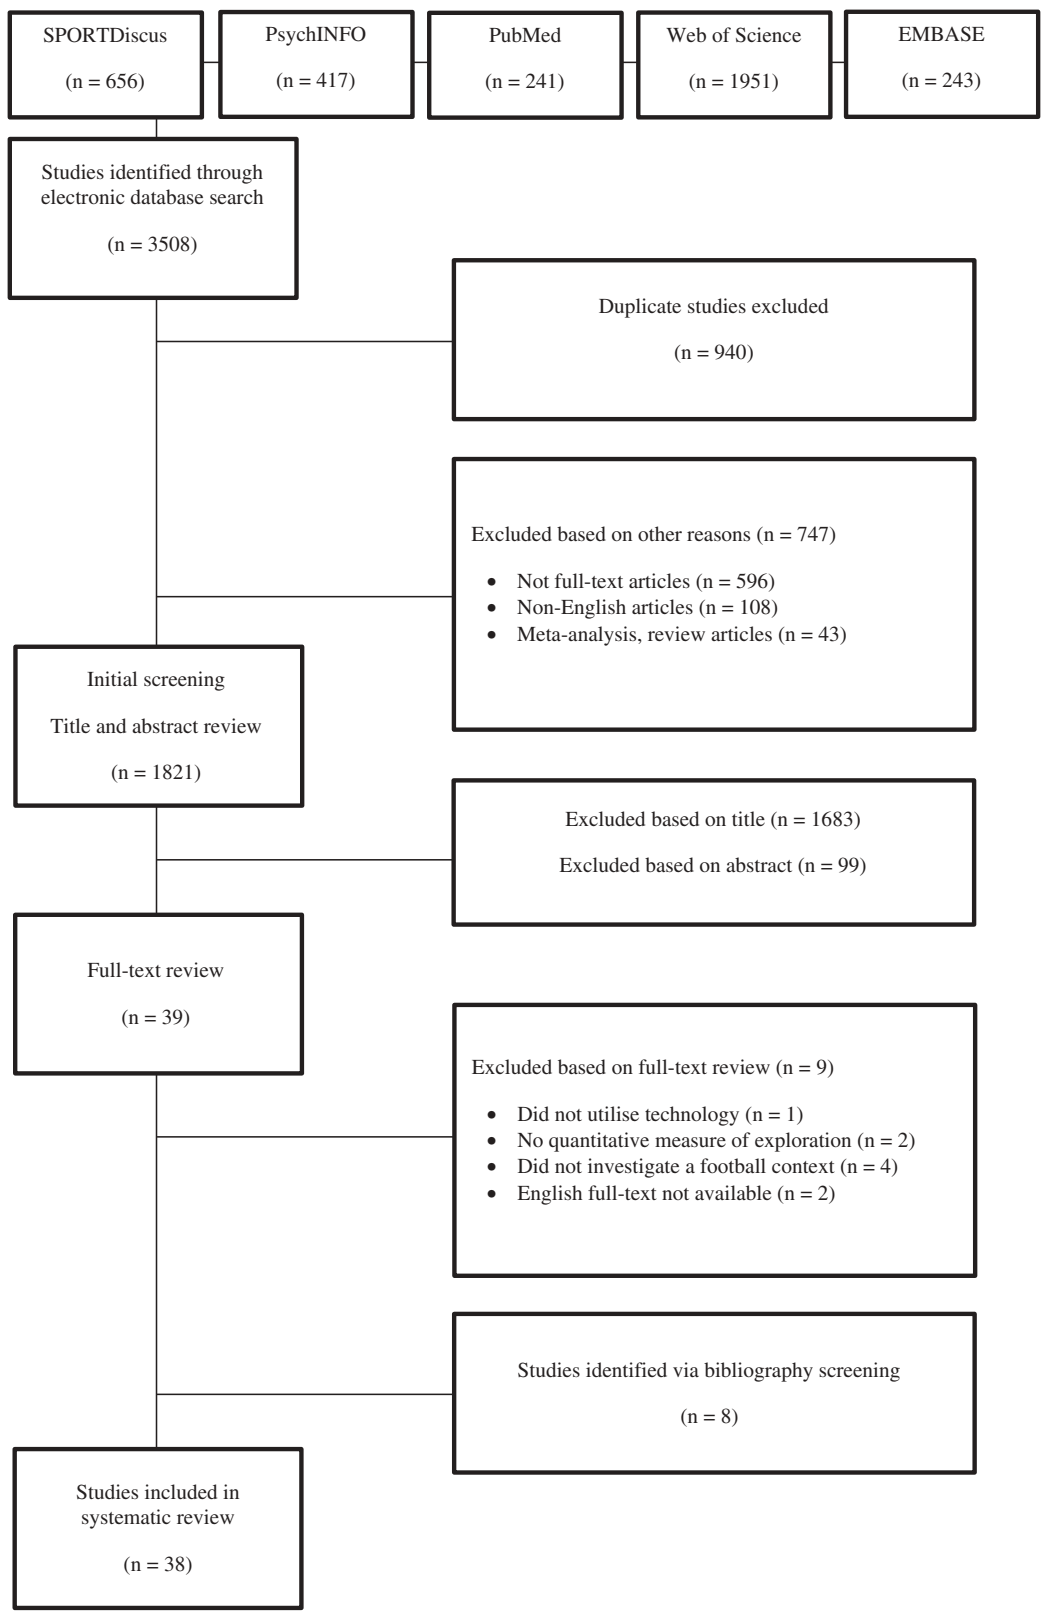 SPORTDiscus
(n = 656)
PsychINFO
(n = 417)
PubMed
(n = 241)
Web of Science
(n = 1951)
EMBASE
(n = 243)
Studies identified through
electronic database search
(n = 3508)
Duplicate studies excluded
(n = 940)
Excluded based on other reasons (n = 747)
• Not full-text articles (n = 596)
• Non-English articles (n = 108)
• Meta-analysis, review articles (n = 43)
Initial screening
Title and abstract review
(n = 1821)
Excluded based on title (n = 1683)
Excluded based on abstract (n = 99)
Full-text review
(n = 39)
Excluded based on full-text review (n = 9)
• Did not utilise technology (n = 1)
• No quantitative measure of exploration (n = 2)
• Did not investigate a football context (n = 4)
• English full-text not available (n = 2)
Studies identified via bibliography screening
(n = 8)
Studies included in
systematic review
(n = 38)